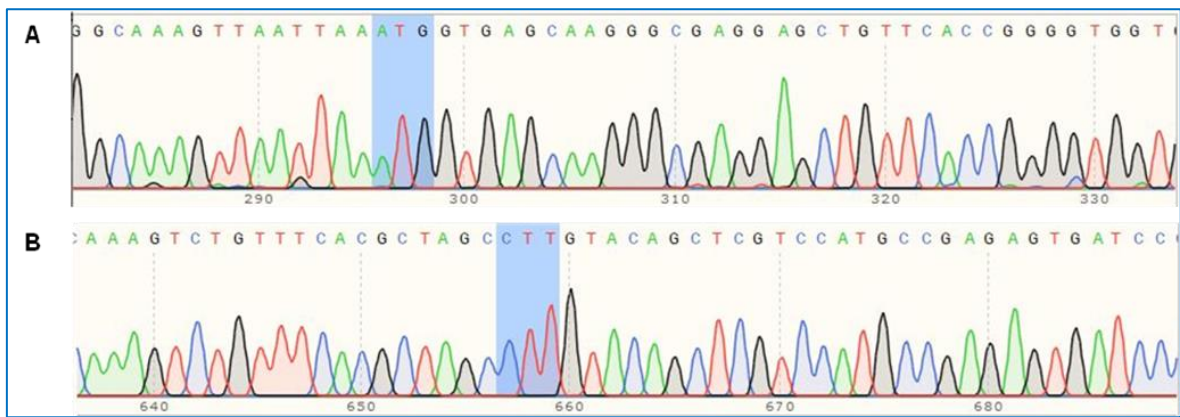 A
G G C A A A G T T A A T T A A A T G G T G A G C A A G G G C G A G G A G C T G T T C A C C G G G G T G G T
290 300 310 320 330
B
A A A G T C T G T T T C A C G C T A G C C T T G T A C A G C T C G T C C A T G C C G A G A G T G A T C C
640 650 660 670 680